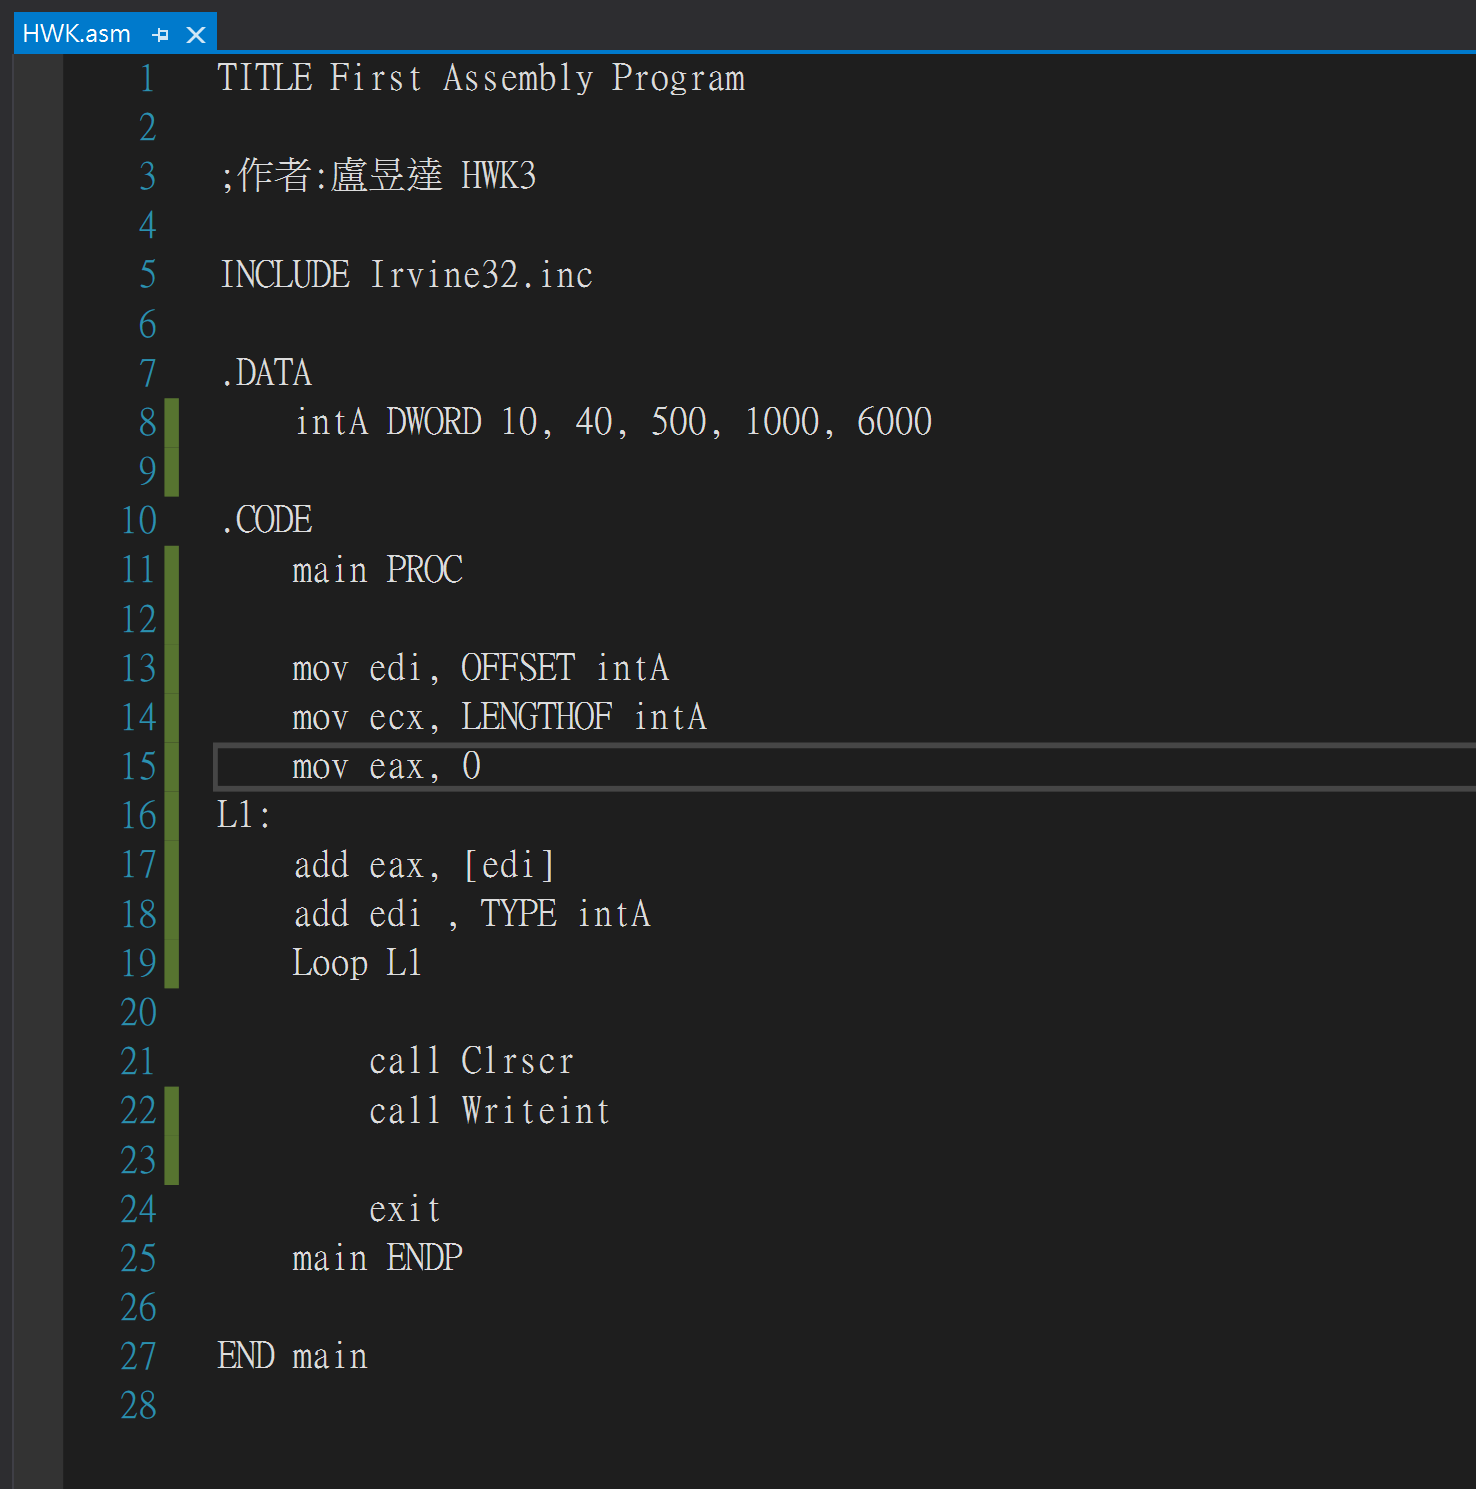 HWK.asm
1 TITLE First Assembly Program
2
3 ;作者:盧昱達 HWK3
4
5 INCLUDE Irvine32.inc
6
7 .DATA
8 intA DWORD 10, 40, 500, 1000, 6000
9
10 .CODE
11 main PROC
12
13 mov edi, OFFSET intA
14 mov ecx, LENGTHOF intA
15 mov eax, 0
16 L1:
17 add eax, [edi]
18 add edi , TYPE intA
19 Loop L1
20
21 call Clrscr
22 call Writeint
23
24 exit
25 main ENDP
26
27 END main
28